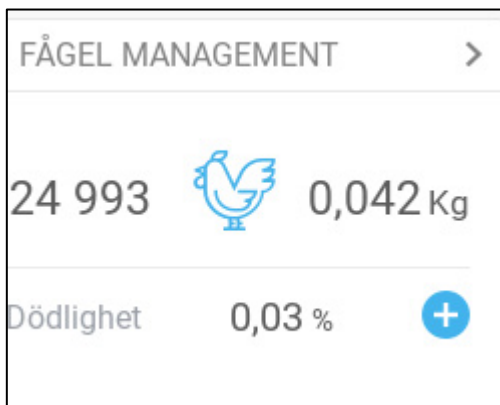 FÅGEL MANAGEMENT
24 993 0,042 Kg
Dödlighet 0,03 %